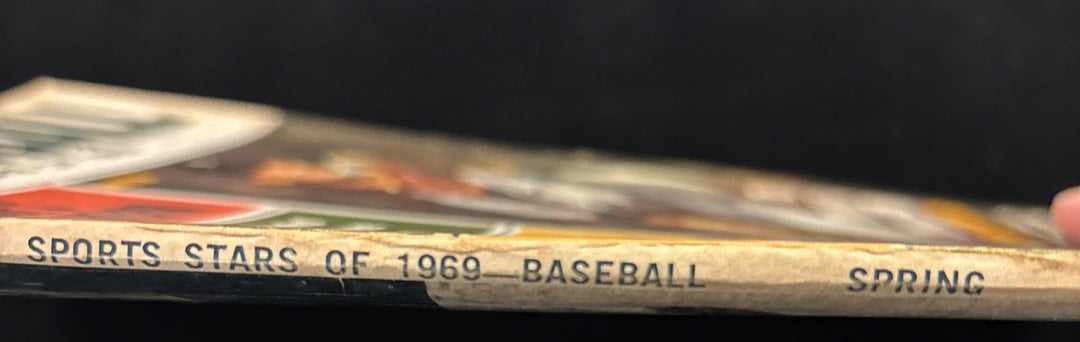 SPORTS STARS OF 1969—BASEBALL SPRING